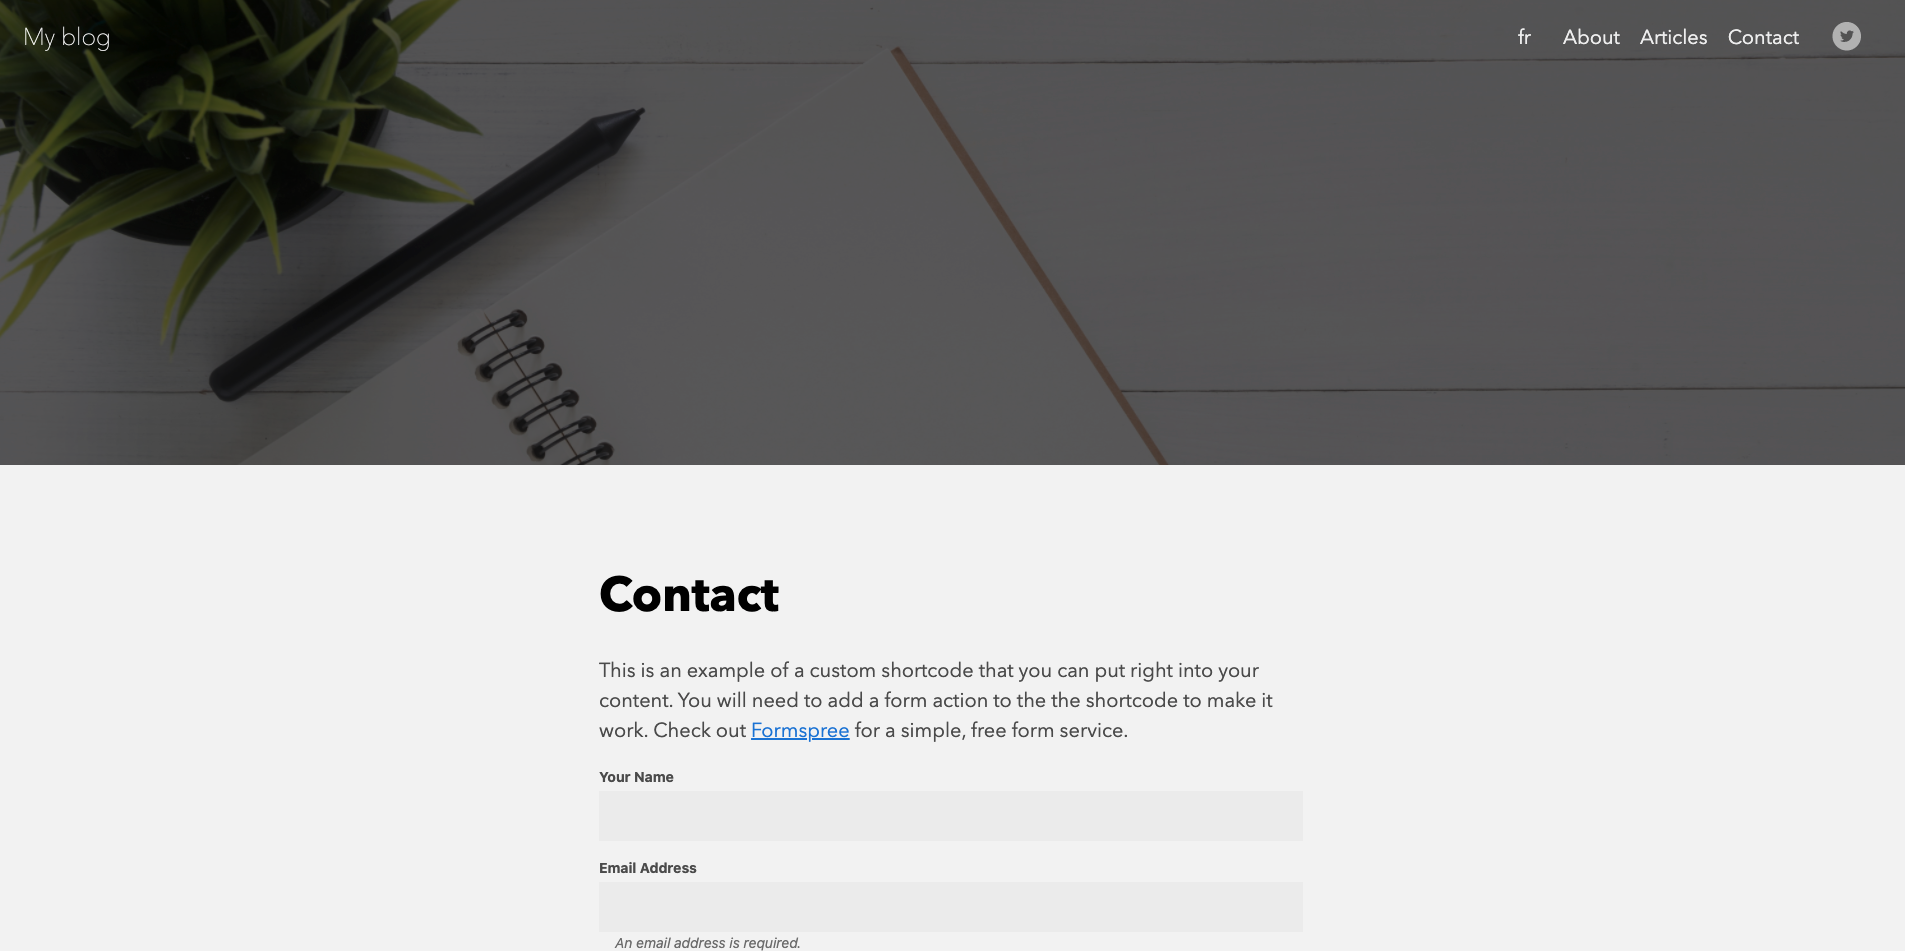 My blog
fr About Articles Contact
Contact
This is an example of a custom shortcode that you can put right into your
content. You will need to add a form action to the the shortcode to make it
work. Check out Formspree for a simple, free form service.
Your Name
Email Address
An email address is required.